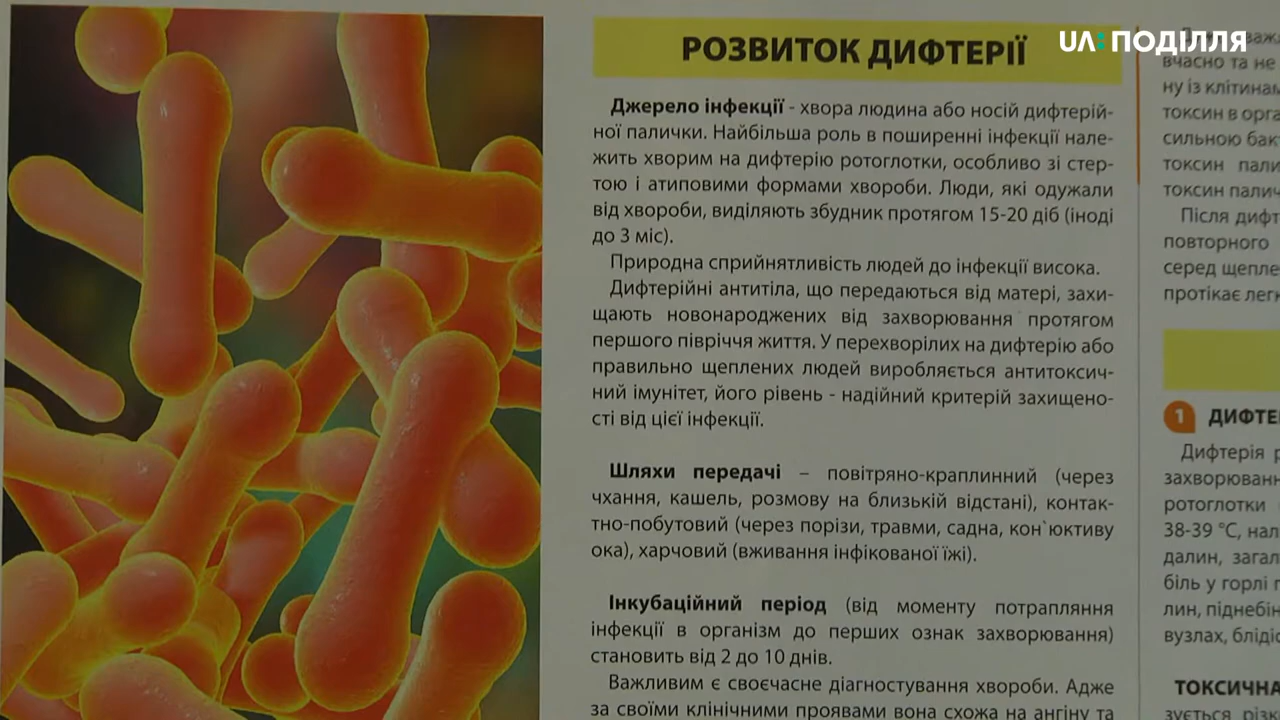 UA: ПОДІЛЛЯ
РОЗВИТОК ДИФТЕРІЇ
Джерело інфекції - хвора людина або носій дифтерій-
ної палички. Найбільша роль в поширенні інфекції нале-
жить хворим на дифтерію ротоглотки, особливо зі стер-
тою і атиповими формами хвороби. Люди, які одужали
від хвороби, виділяють збудник протягом 15-20 діб (іноді
до 3 міс).
Природна сприйнятливість людей до інфекції висока.
Дифтерійні антитіла, що передаються від матері, захи-
щають новонароджених від захворювання протягом
першого півріччя життя. У перехворілих на дифтерію або
правильно щеплених людей виробляється антитоксич-
ний імунітет, його рівень - надійний критерій захищено-
сті від цієї інфекції.
Шляхи передачі – повітряно-краплинний (через
чхання, кашель, розмову на близькій відстані), контак-
тно-побутовий (через порізи, травми, садна, кон`юктиву
ока), харчовий (вживання інфікованої їжі).
Інкубаційний період (від моменту потрапляння
інфекції в організм до перших ознак захворювання)
становить від 2 до 10 днів.
Важливим є своєчасне діагностування хвороби. Адже
за своїми клінічними проявами вона схожа на ангіну та
вчасно та не
ну із клітинам
токсин в орга
сильною бак
токсин пали
токсин палич
Після дифт
повторного
серед щепле
протікає легк
1 ДИФТЕ
Дифтерія р
захворюванн
ротоглотки
38-39 °С, нал
далин, загал
біль у горлі п
лин, піднебін
вузлах, блідіс
ТОКСИЧНА
зується різк